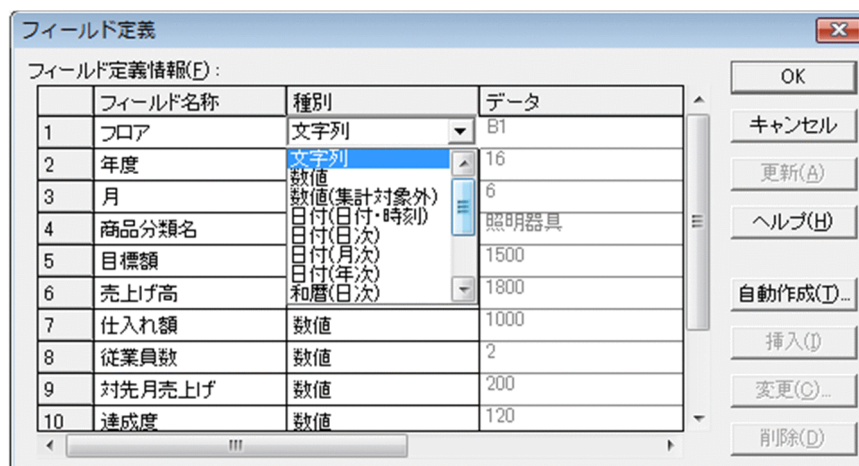 フィールド定義
フィールド定義情報(F):
フィールド名称 種別 データ
1 フロア 文字列 B1
2 年度 16
3 月 6
4 商品分類名 照明器具
5 目標額 1500
6 売上げ高 1800
7 仕入れ額 数値 1000
8 従業員数 数値 2
9 対先月売上げ 数値 200
10 達成度 数値 120
文字列
数値
数値(集計対象外)
日付(日付・時刻)
日付(日次)
日付(月次)
日付(年次)
和暦(日次)
OK
キャンセル
更新(A)
ヘルプ(H)
自動作成(T)...
挿入(I)
変更(C)...
削除(D)